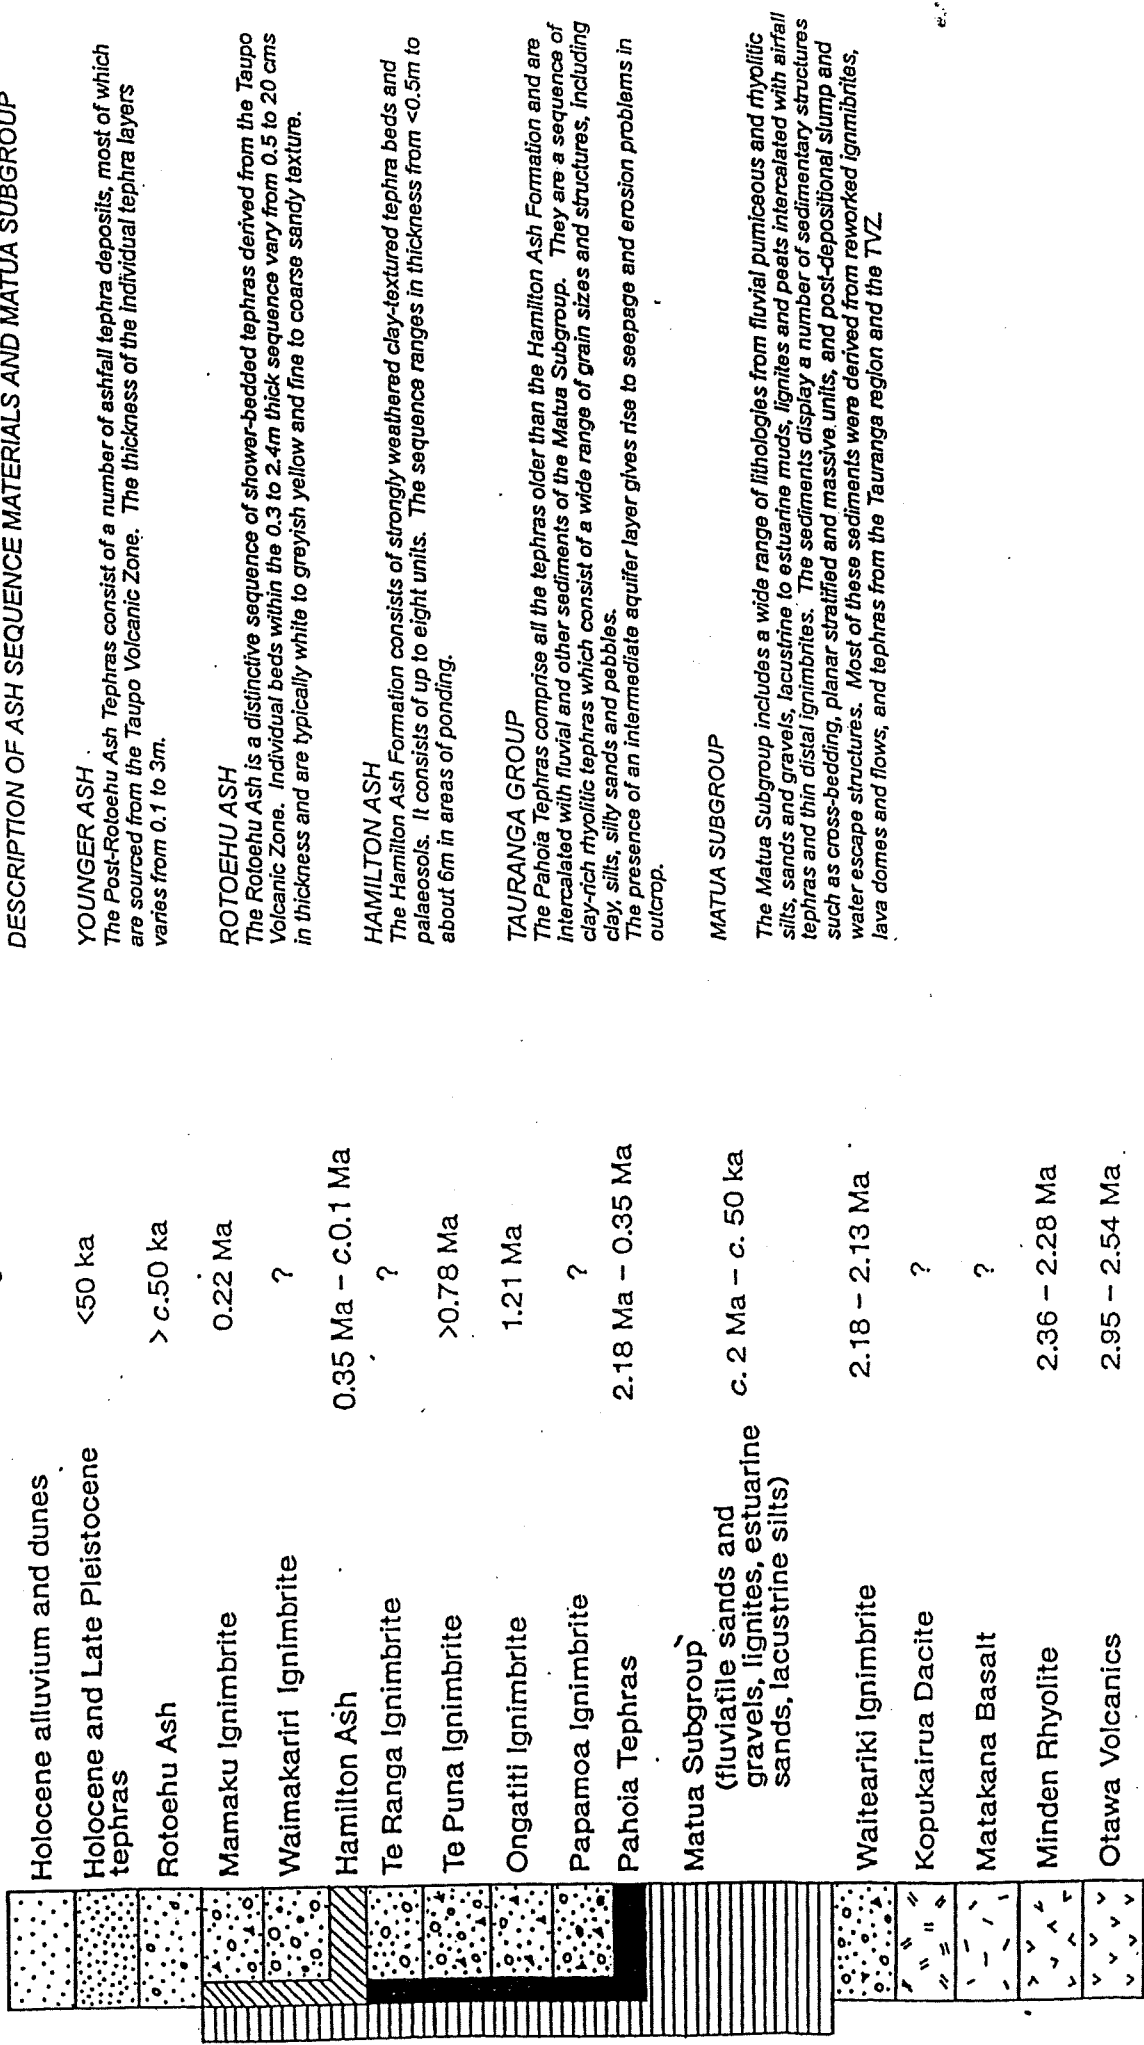 Holocene alluvium and dunes
Holocene and Late Pleistocene
tephras
<50 ka
Rotoehu Ash
> c.50 ka
Mamaku Ignimbrite
0.22 Ma
Waimakariri Ignimbrite
?
Hamilton Ash
0.35 Ma – c.0.1 Ma
Te Ranga Ignimbrite
?
Te Puna Ignimbrite
>0.78 Ma
Ongatiti Ignimbrite
1.21 Ma
Papamoa Ignimbrite
?
Pahoia Tephras
2.18 Ma – 0.35 Ma
Matua Subgroup
(fluviatile sands and
gravels, lignites, estuarine
sands, lacustrine silts)
c. 2 Ma – c. 50 ka
Waiteariki Ignimbrite
2.18 – 2.13 Ma
Kopukairua Dacite
?
Matakana Basalt
?
Minden Rhyolite
2.36 – 2.28 Ma
Otawa Volcanics
2.95 – 2.54 Ma
DESCRIPTION OF ASH SEQUENCE MATERIALS AND MATUA SUBGROUP
YOUNGER ASH
The Post-Rotoehu Ash Tephras consist of a number of ashfall tephra deposits, most of which
are sourced from the Taupo Volcanic Zone. The thickness of the individual tephra layers
varies from 0.1 to 3m.
ROTOEHU ASH
The Rotoehu Ash is a distinctive sequence of shower-bedded tephras derived from the Taupo
Volcanic Zone. Individual beds within the 0.3 to 2.4m thick sequence vary from 0.5 to 20 cms
in thickness and are typically white to greyish yellow and fine to coarse sandy texture.
HAMILTON ASH
The Hamilton Ash Formation consists of strongly weathered clay-textured tephra beds and
palaeosols. It consists of up to eight units. The sequence ranges in thickness from <0.5m to
about 6m in areas of ponding.
TAURANGA GROUP
The Pahoia Tephras comprise all the tephras older than the Hamilton Ash Formation and are
intercalated with fluvial and other sediments of the Matua Subgroup. They are a sequence of
clay-rich rhyolitic tephras which consist of a wide range of grain sizes and structures, including
clay, silts, silty sands and pebbles.
The presence of an intermediate aquifer layer gives rise to seepage and erosion problems in
outcrop.
MATUA SUBGROUP
The Matua Subgroup includes a wide range of lithologies from fluvial pumiceous and rhyolitic
silts, sands and gravels, lacustrine to estuarine muds, lignites and peats intercalated with airfall
tephras and thin distal ignimbrites. The sediments display a number of sedimentary structures
such as cross-bedding, planar stratified and massive units, and post-depositional slump and
water escape structures. Most of these sediments were derived from reworked ignmibrites,
lava domes and flows, and tephras from the Tauranga region and the TVZ.